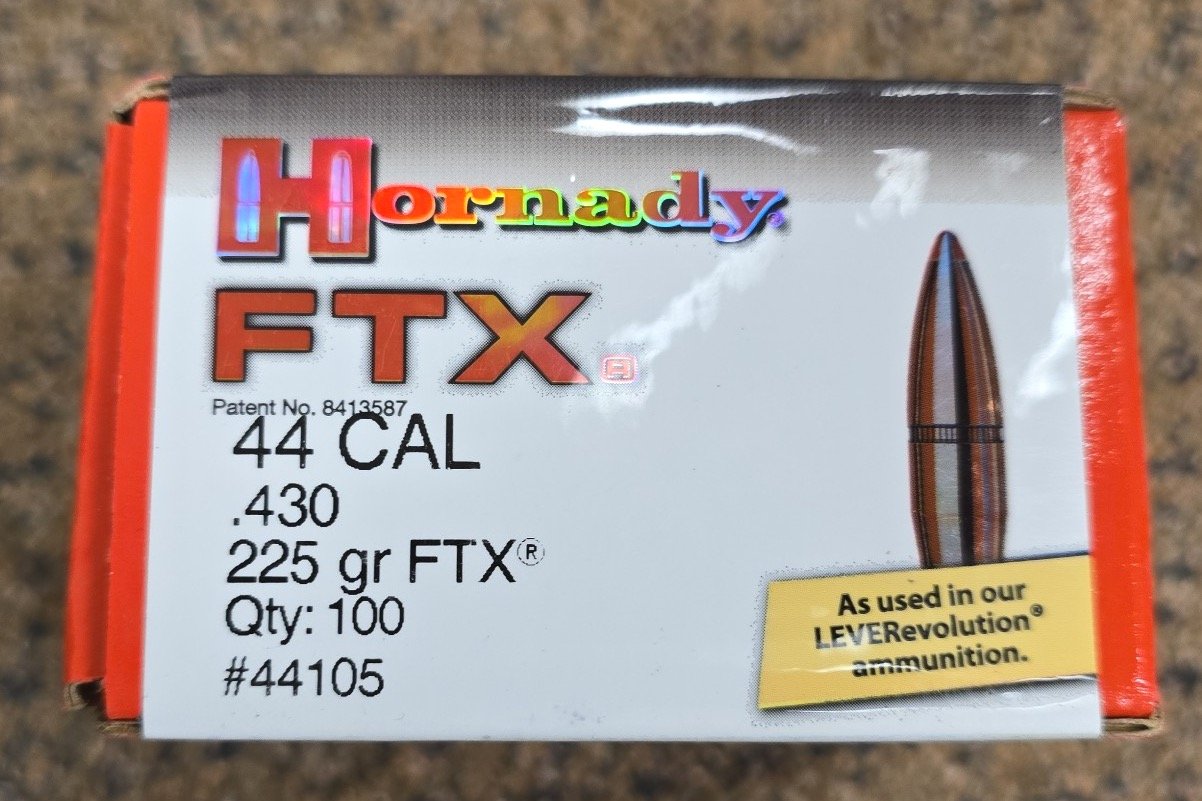 Hornady®
FTX
Patent No. 8413587
44 CAL
.430
225 gr FTX®
Qty: 100
#44105
As used in our
LEVERevolution®
ammunition.